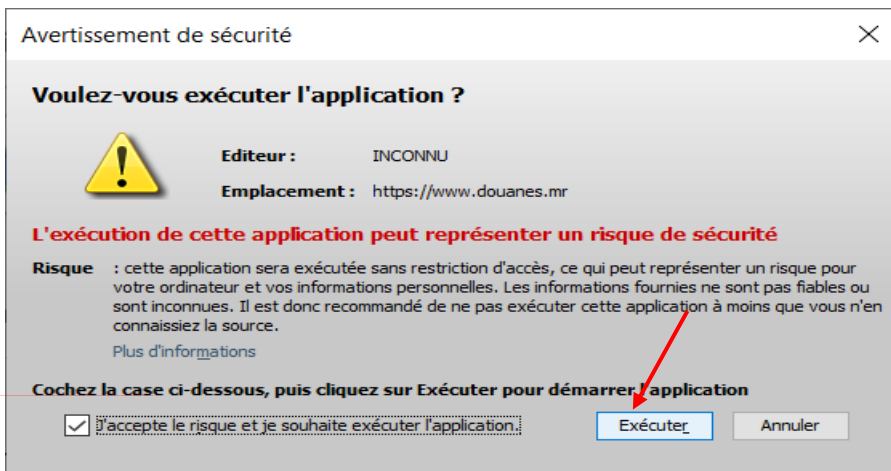 Avertissement de sécurité
Voulez-vous exécuter l'application ?
Editeur : INCONNU
Emplacement : https://www.douanes.mr
L'exécution de cette application peut représenter un risque de sécurité
Risque : cette application sera exécutée sans restriction d'accès, ce qui peut représenter un risque pour
votre ordinateur et vos informations personnelles. Les informations fournies ne sont pas fiables ou
sont inconnues. Il est donc recommandé de ne pas exécuter cette application à moins que vous n'en
connaissiez la source.
Plus d'informations
Cochez la case ci-dessous, puis cliquez sur Exécuter pour démarrer l'application
J'accepte le risque et je souhaite exécuter l'application. Exécuter Annuler